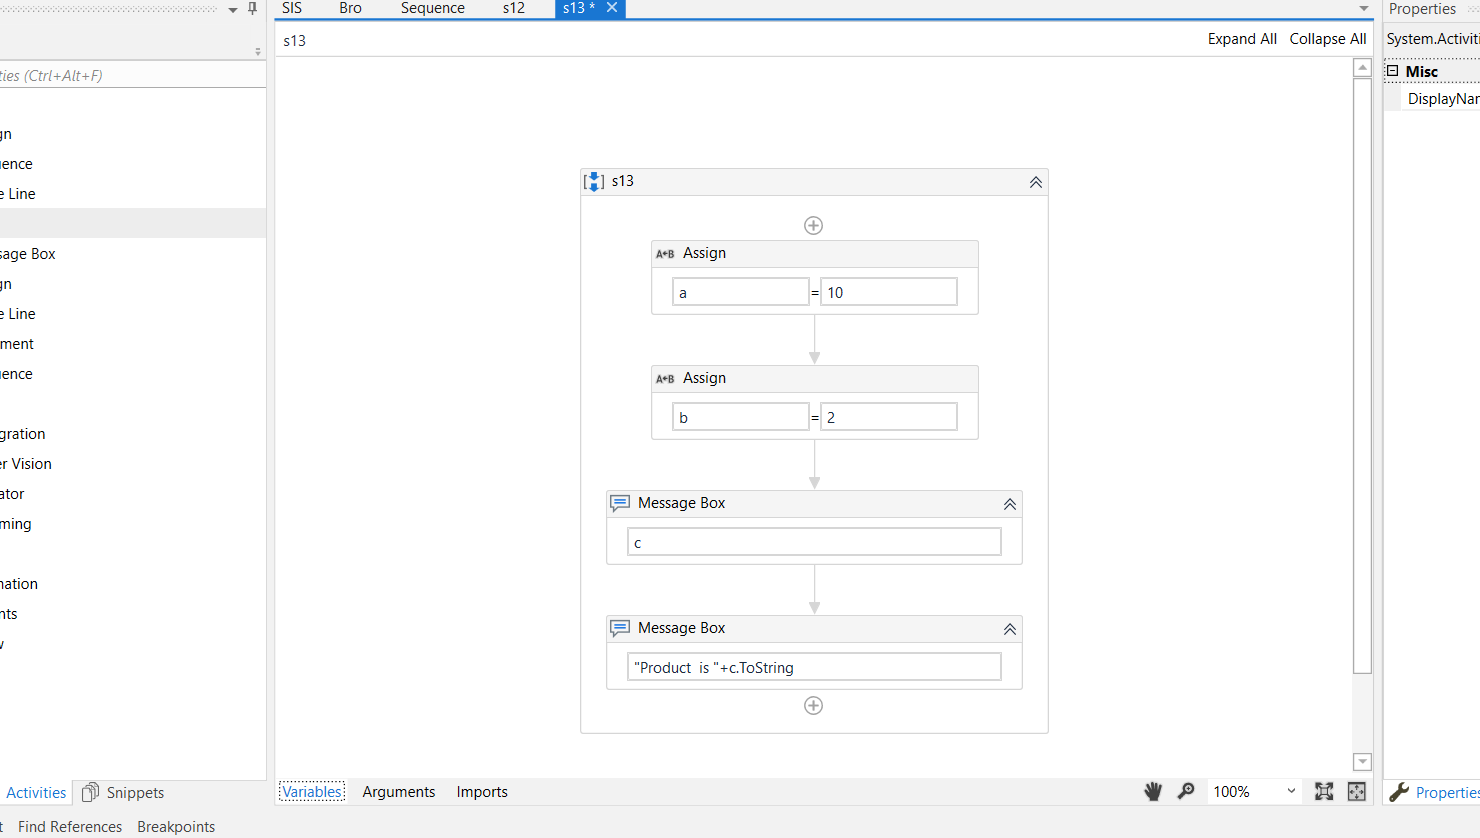 SIS Bro Sequence s12 s13 *
Properties
s13
Expand All Collapse All
System.Activiti
ties (Ctrl+Alt+F)
Misc
DisplayNar
gn
ence
e Line
sage Box
gn
e Line
ment
ence
gration
er Vision
ator
ming
nation
nts
s13
Assign
a = 10
Assign
b = 2
Message Box
c
Message Box
"Product  is "+c.ToString
Activities Snippets
Variables Arguments Imports
100%
Properties
t Find References Breakpoints